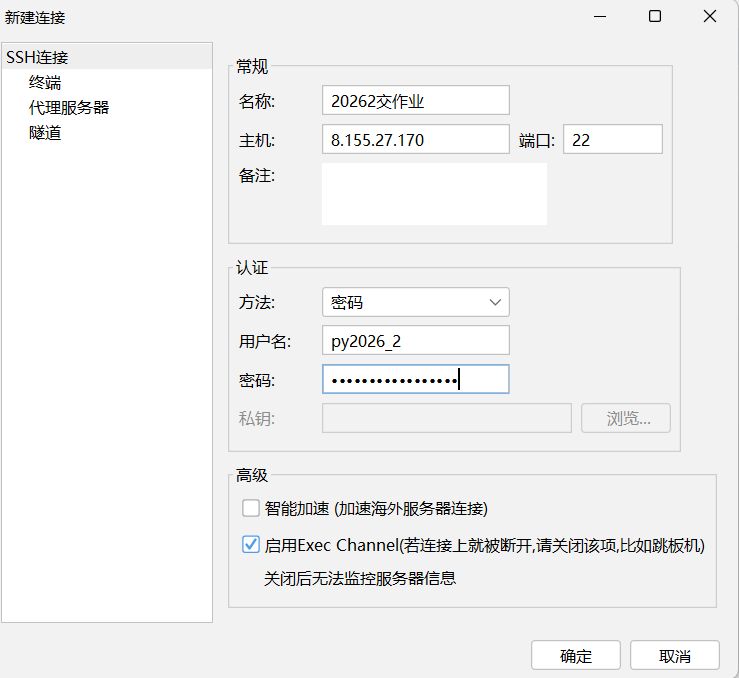 新建连接
SSH连接
终端
代理服务器
隧道
常规
名称: 20262交作业
主机: 8.155.27.170 端口: 22
备注:
认证
方法: 密码
用户名: py2026_2
密码: •••••••••••••••••
私钥: 浏览...
高级
智能加速 (加速海外服务器连接)
启用Exec Channel(若连接上就被断开,请关闭该项,比如跳板机)
关闭后无法监控服务器信息
确定 取消